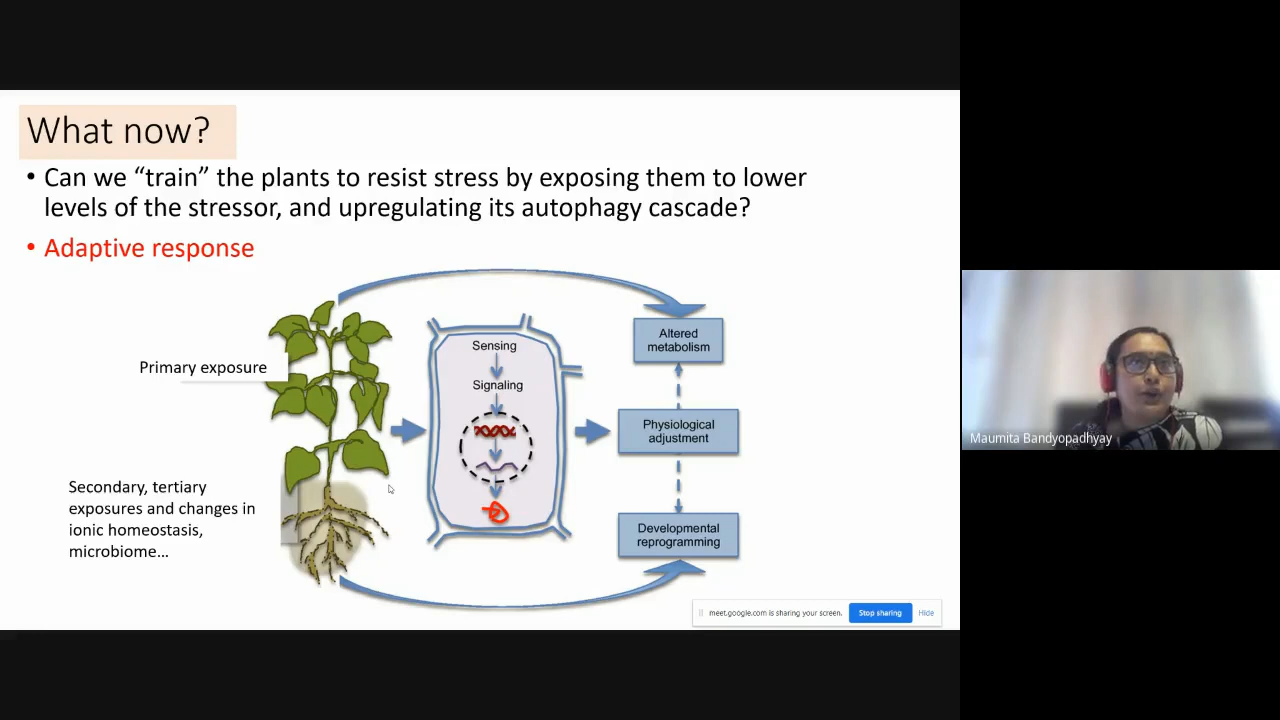 What now?
• Can we “train” the plants to resist stress by exposing them to lower
levels of the stressor, and upregulating its autophagy cascade?
• Adaptive response
Primary exposure
Secondary, tertiary
exposures and changes in
ionic homeostasis,
microbiome…
Sensing
Signaling
Altered
metabolism
Physiological
adjustment
Developmental
reprogramming
meet.google.com is sharing your screen.
Stop sharing
Hide
Maumita Bandyopadhyay